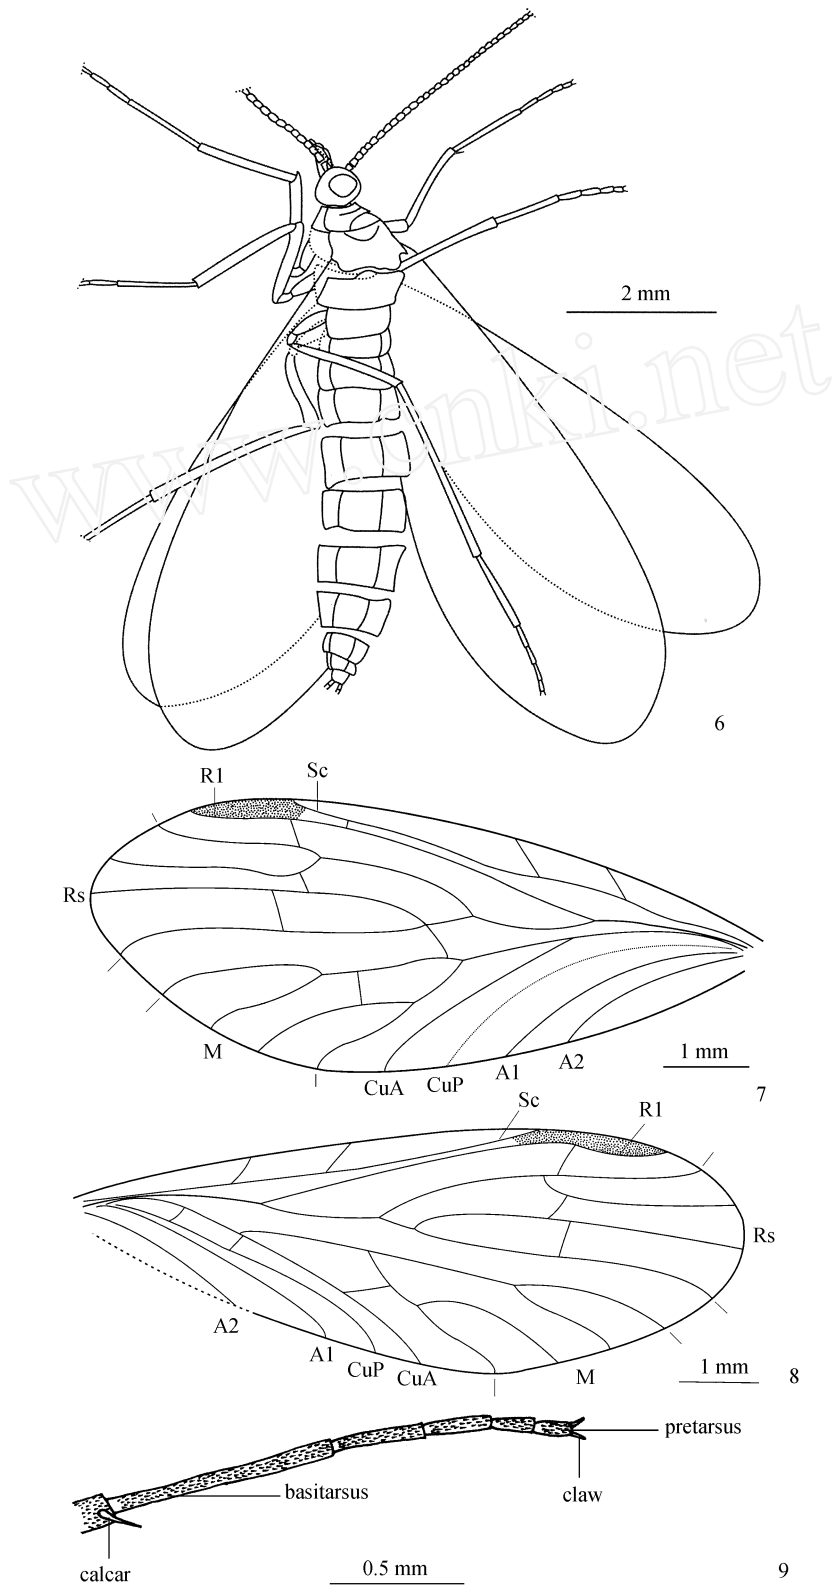 2 mm
www.cnki.net
6
R1
Sc
Rs
M
CuA
CuP
A1
A2
1 mm
7
Sc
R1
Rs
A2
A1
CuP
CuA
M
1 mm
8
pretarsus
basitarsus
claw
calcar
0.5 mm
9